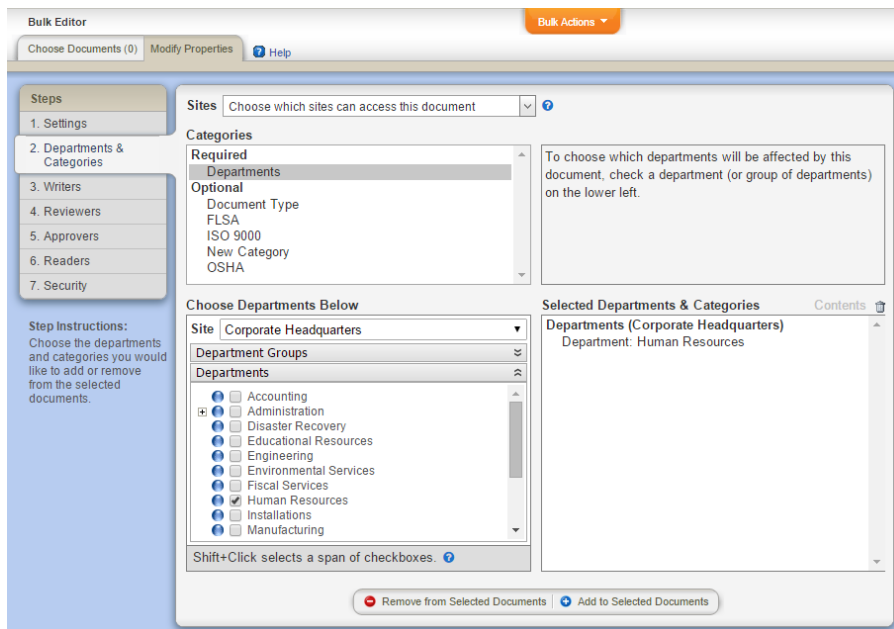 Bulk Editor
Bulk Actions
Choose Documents (0)
Modify Properties
Help
Steps
1. Settings
2. Departments &
Categories
3. Writers
4. Reviewers
5. Approvers
6. Readers
7. Security
Step Instructions:
Choose the departments
and categories you would
like to add or remove
from the selected
documents.
Sites Choose which sites can access this document
Categories
Required
Departments
Optional
Document Type
FLSA
ISO 9000
New Category
OSHA
To choose which departments will be affected by this
document, check a department (or group of departments)
on the lower left.
Choose Departments Below
Site Corporate Headquarters
Department Groups
Departments
Accounting
Administration
Disaster Recovery
Educational Resources
Engineering
Environmental Services
Fiscal Services
Human Resources
Installations
Manufacturing
Shift+Click selects a span of checkboxes.
Selected Departments & Categories
Contents
Departments (Corporate Headquarters)
Department: Human Resources
Remove from Selected Documents
Add to Selected Documents